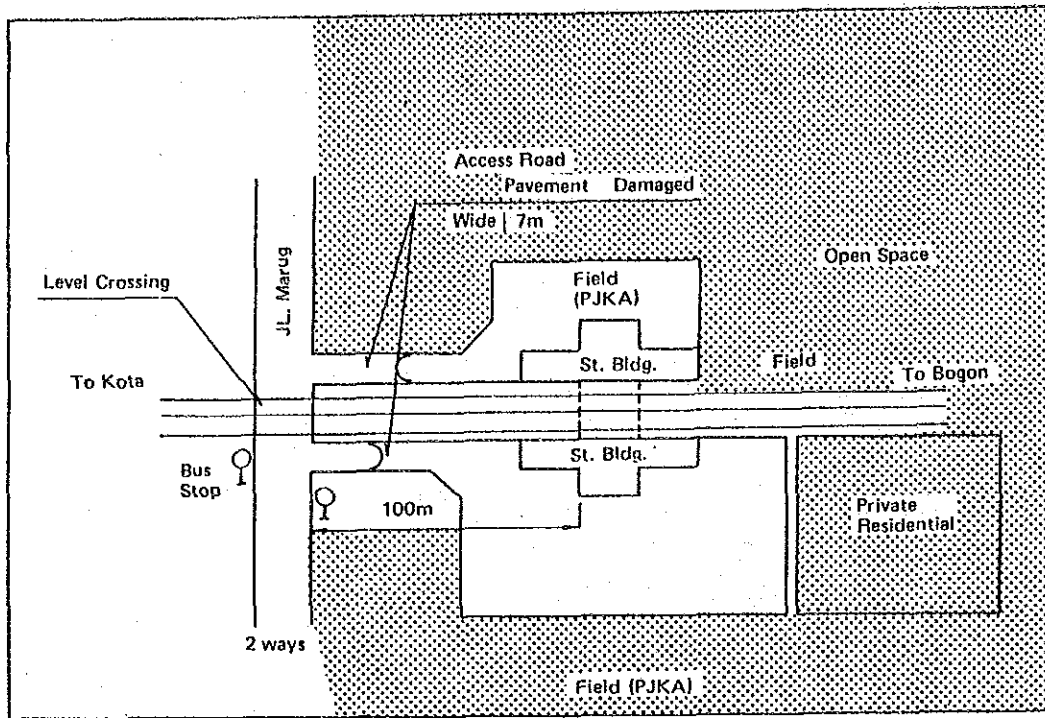 Access Road
Pavement Damaged
Wide 7m
Open Space
Level Crossing
JL. Marug
Field
(PJKA)
St. Bldg.
Field
To Kota
To Bogon
St. Bldg.
Bus
Stop
100m
Private
Residential
2 ways
Field (PJKA)